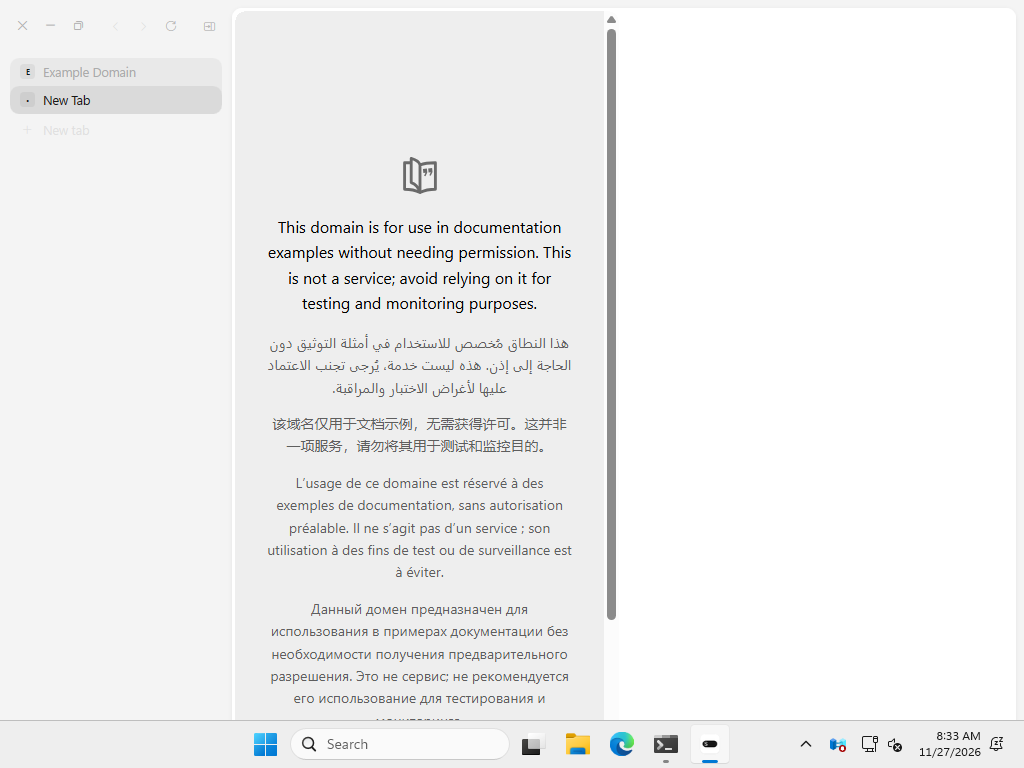 Example Domain
New Tab
New tab
This domain is for use in documentation
examples without needing permission. This
is not a service; avoid relying on it for
testing and monitoring purposes.
هذا النطاق مُخصص للاستخدام في أمثلة التوثيق دون
الحاجة إلى إذن. هذه ليست خدمة، يُرجى تجنب الاعتماد
عليها لأغراض الاختبار والمراقبة.
该域名仅用于文档示例，无需获得许可。这并非
一项服务，请勿将其用于测试和监控目的。
L’usage de ce domaine est réservé à des
exemples de documentation, sans autorisation
préalable. Il ne s’agit pas d’un service ; son
utilisation à des fins de test ou de surveillance est
à éviter.
Данный домен предназначен для
использования в примерах документации без
необходимости получения предварительного
разрешения. Это не сервис; не рекомендуется
его использование для тестирования и
Search
8:33 AM
11/27/2026